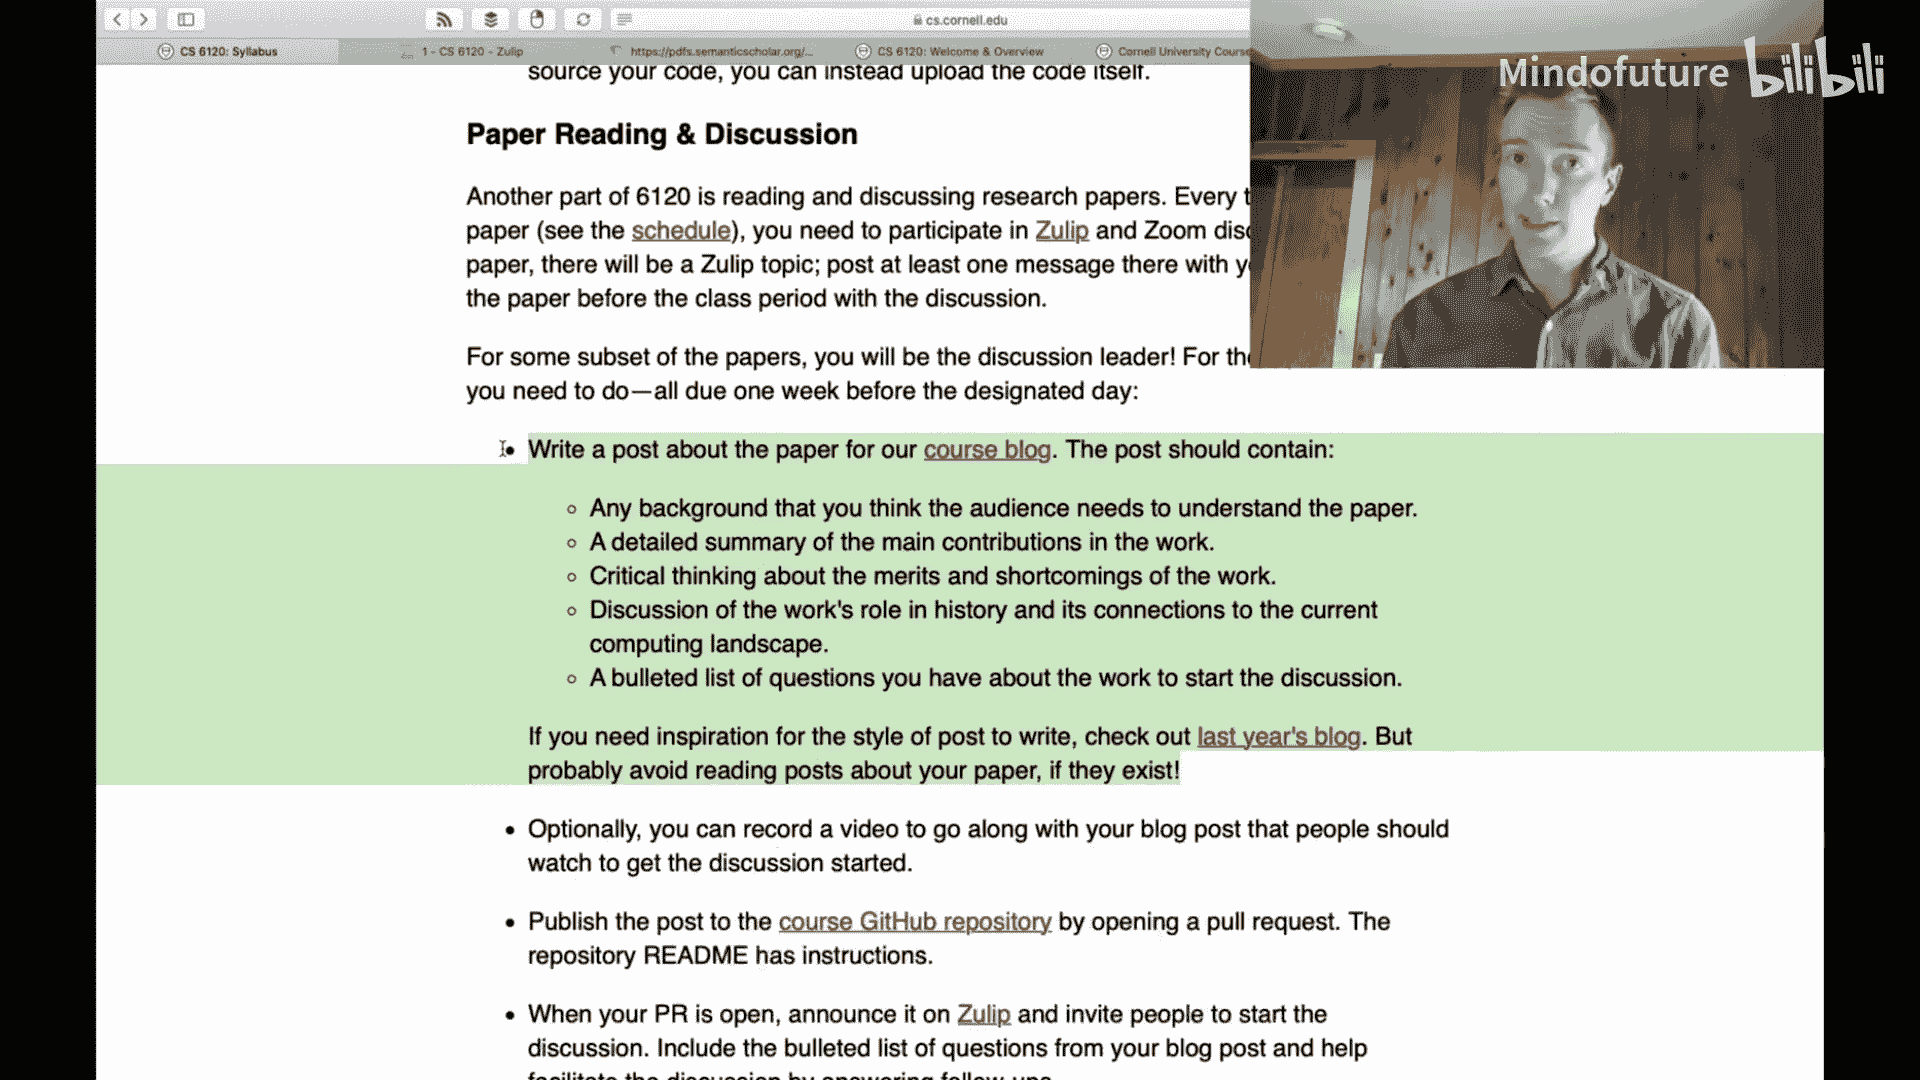 cs.cornell.edu
CS 6120: Syllabus
1 - CS 6120 - Zulip
https://pdfs.semanticscholar.org/...
CS 6120: Welcome & Overview
Cornell University Course
Mindofuture bilibili
source your code, you can instead upload the code itself.
Paper Reading & Discussion
Another part of 6120 is reading and discussing research papers. Every
paper (see the schedule), you need to participate in Zulip and Zoom
paper, there will be a Zulip topic; post at least one message there with
the paper before the class period with the discussion.
For some subset of the papers, you will be the discussion leader! For
you need to do—all due one week before the designated day:
• Write a post about the paper for our course blog. The post should contain:
◦ Any background that you think the audience needs to understand the paper.
◦ A detailed summary of the main contributions in the work.
◦ Critical thinking about the merits and shortcomings of the work.
◦ Discussion of the work's role in history and its connections to the current
computing landscape.
◦ A bulleted list of questions you have about the work to start the discussion.
If you need inspiration for the style of post to write, check out last year's blog. But
probably avoid reading posts about your paper, if they exist!
• Optionally, you can record a video to go along with your blog post that people should
watch to get the discussion started.
• Publish the post to the course GitHub repository by opening a pull request. The
repository README has instructions.
• When your PR is open, announce it on Zulip and invite people to start the
discussion. Include the bulleted list of questions from your blog post and help
facilitate the discussion by answering follow-ups.